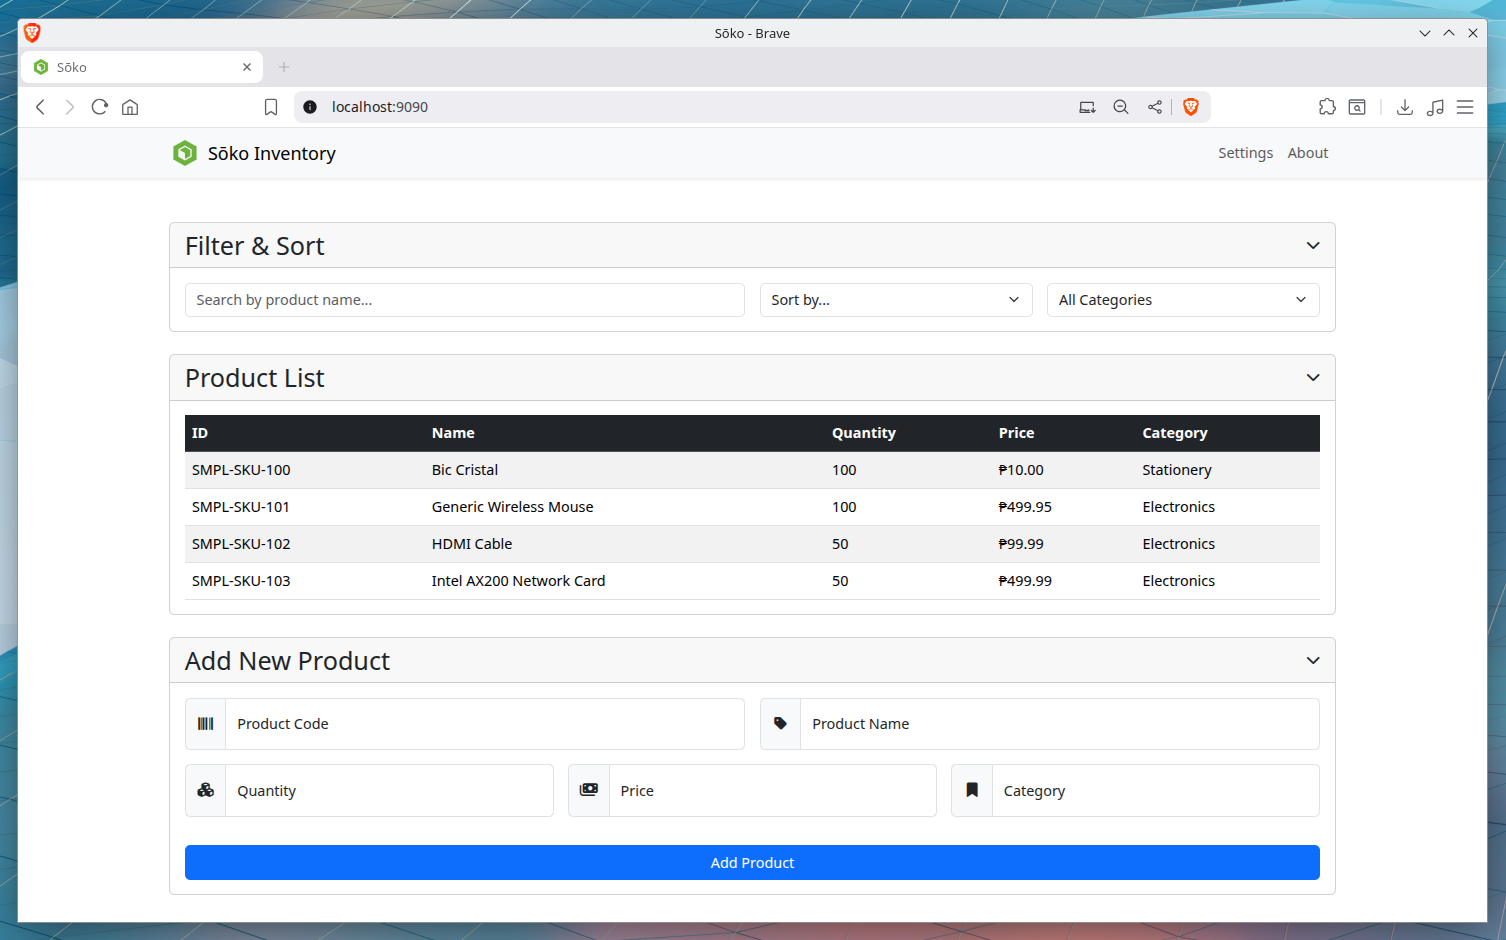 Sōko - Brave
Sōko
localhost:9090
Sōko Inventory
Settings About
Filter & Sort
Search by product name... Sort by... All Categories
Product List
ID Name Quantity Price Category
SMPL-SKU-100 Bic Cristal 100 ₱10.00 Stationery
SMPL-SKU-101 Generic Wireless Mouse 100 ₱499.95 Electronics
SMPL-SKU-102 HDMI Cable 50 ₱99.99 Electronics
SMPL-SKU-103 Intel AX200 Network Card 50 ₱499.99 Electronics
Add New Product
Product Code Product Name
Quantity Price Category
Add Product